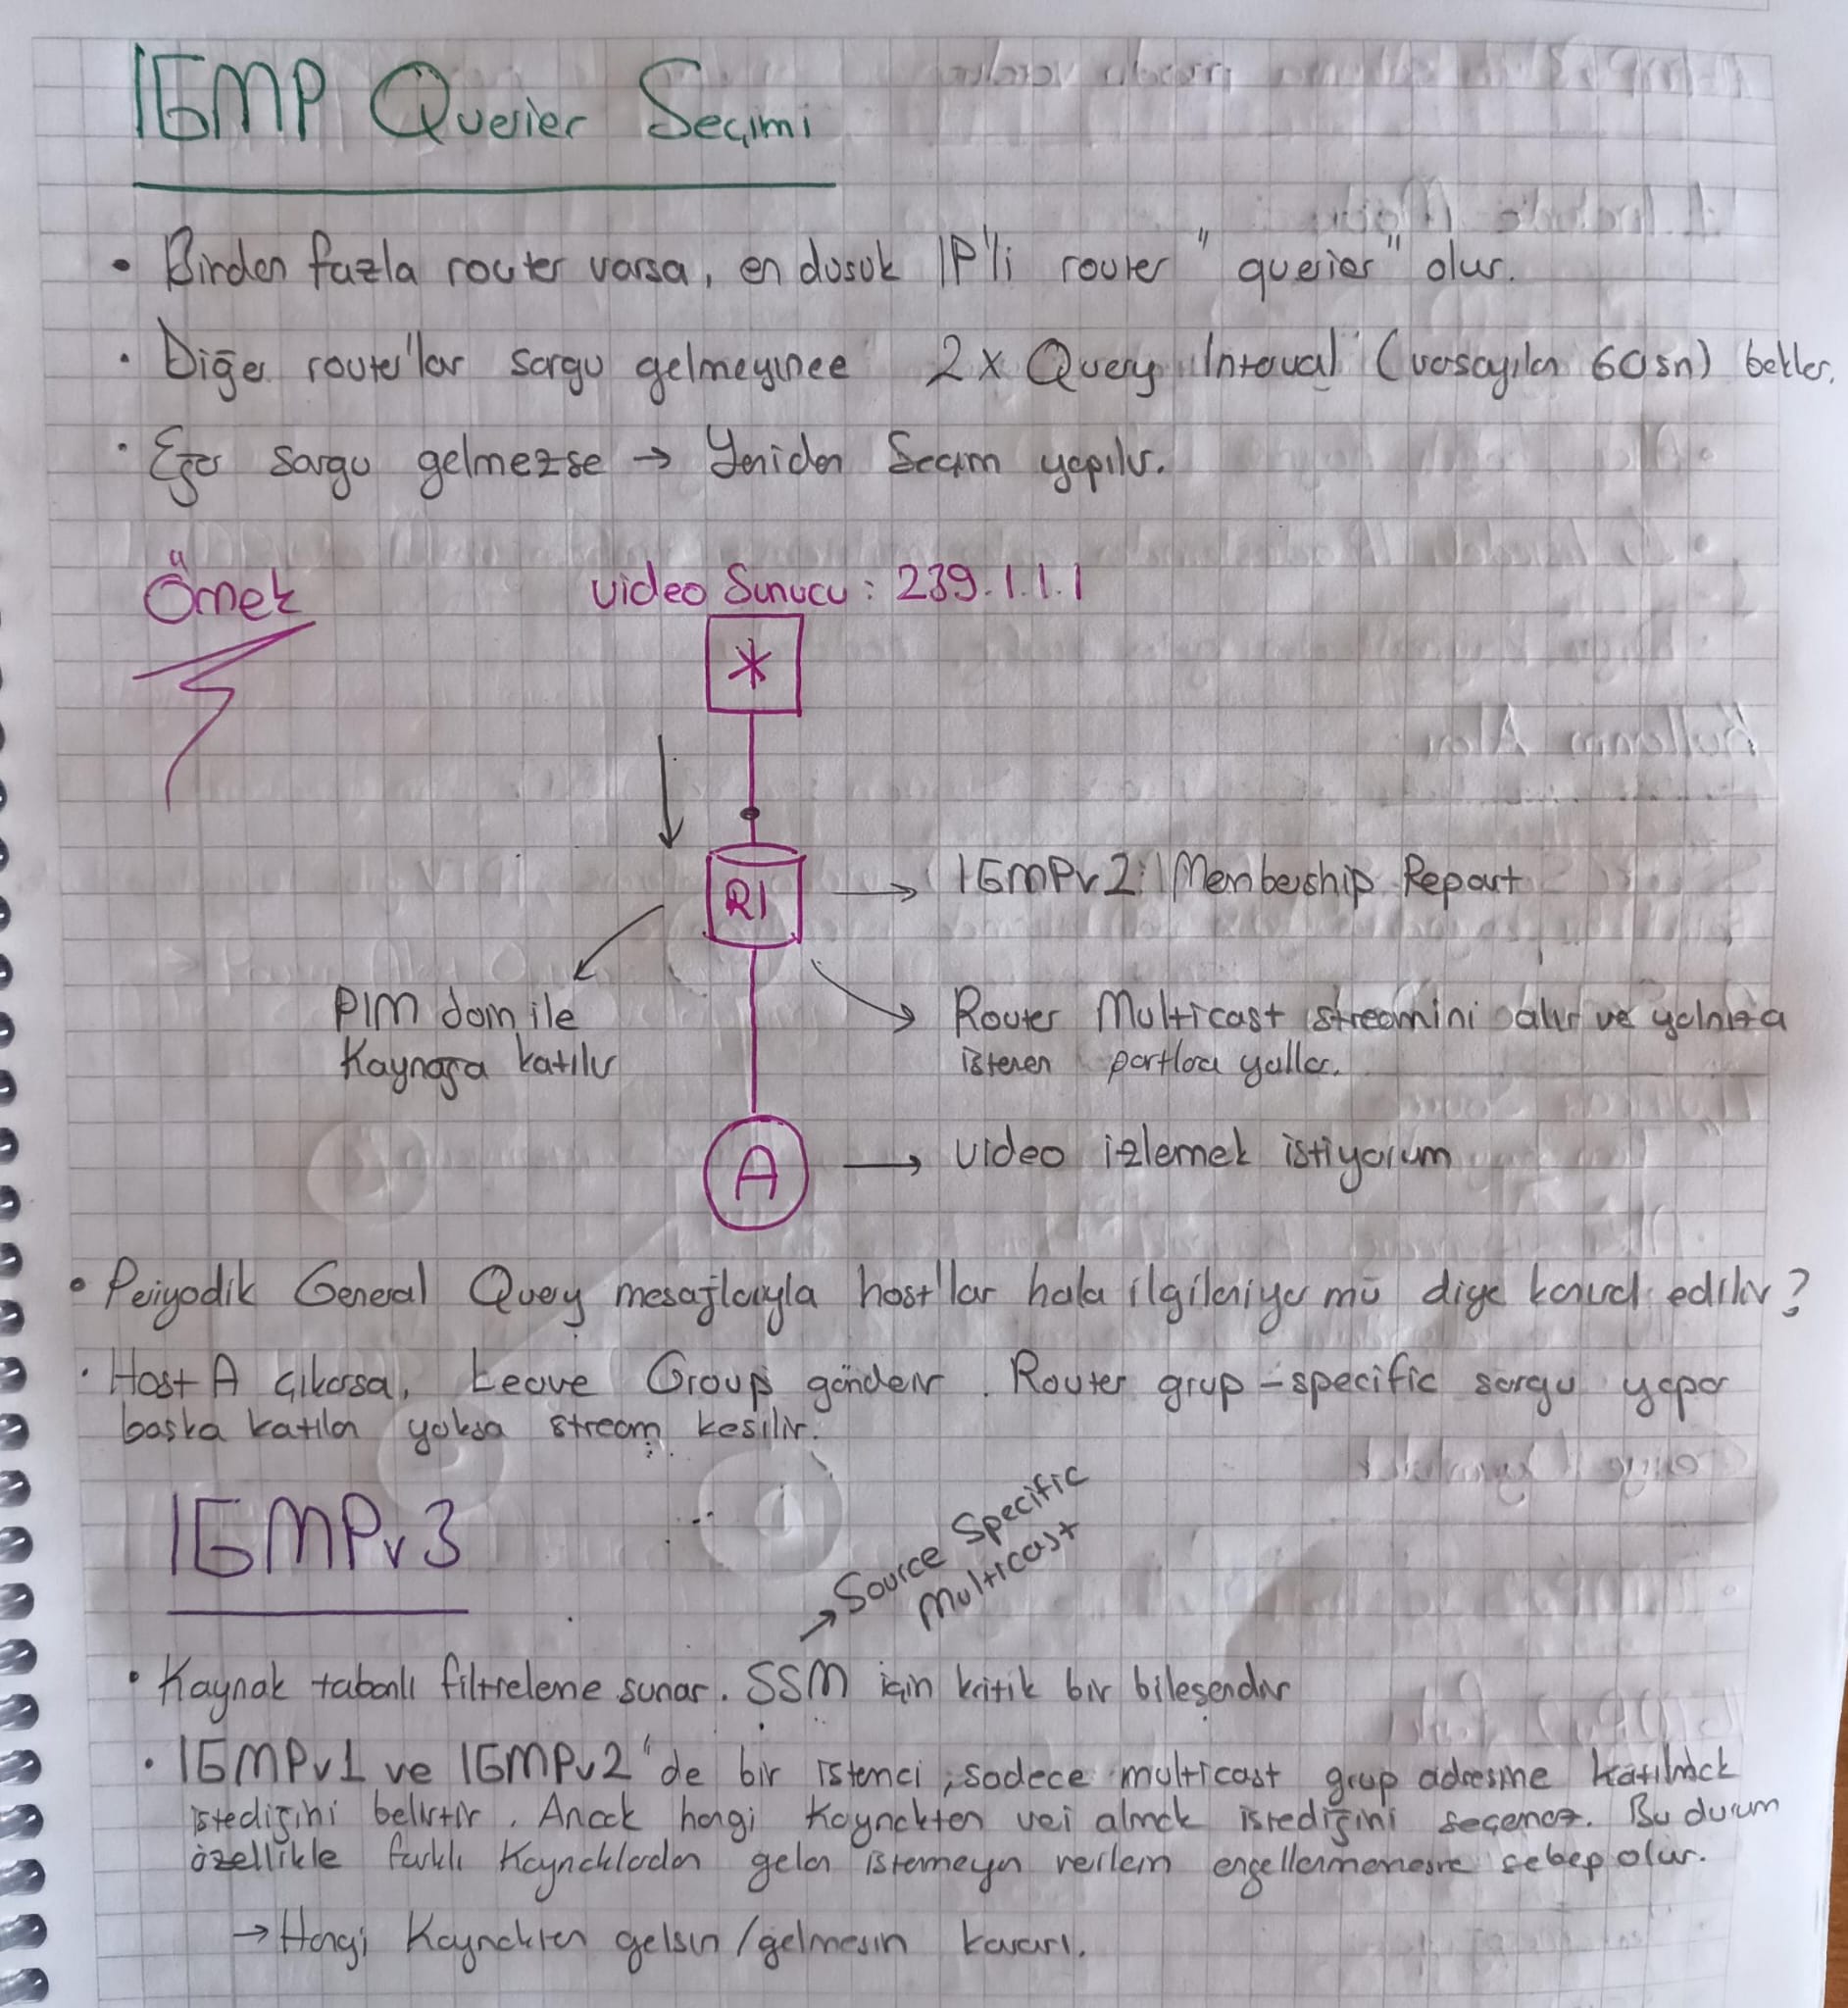 IGMP Querier Seçimi
• Birden fazla router varsa, en dusuk IP'li router "querier" olur.
• Diğer router'lar sorgu gelmeyince 2x Query Interval (varsayılan 60sn) bekler.
• Eğer sorgu gelmezse → Yeniden Seçim yapılır.
Örnek
video Sunucu : 239.1.1.1
*
R1
→ IGMPv2 Membership Report
PIM Join ile
Kaynağa katılır
Router Multicast streamini alır ve yalnızca
isteren portlara yollar.
A
→ video izlemek istiyorum
• Periyodik General Query mesajlarıyla host'lar hala ilgileniyor mu diye kontrol edilir?
• Host A çıkarsa, Leave Group gönderir. Router grup-specific sorgu yapar
baska katılan yoksa stream kesilir.
IGMPv3
→ Source Specific
Multicast
• Kaynak tabanlı filtreleme sunar. SSM için kritik bir bileşendir
• IGMPv1 ve IGMPv2 "de bir istenci, sadece multicast grup adresine katılmak
istediğini belirtir. Ancak hangi Kaynaktan veri almak istediğini seçemez. Bu durum
özellikle farklı Kaynaklardan gelen istemeyen verilerin engellenmemesine sebep olur.
→ Hangi Kaynaktan gelsin/gelmesin kararı.